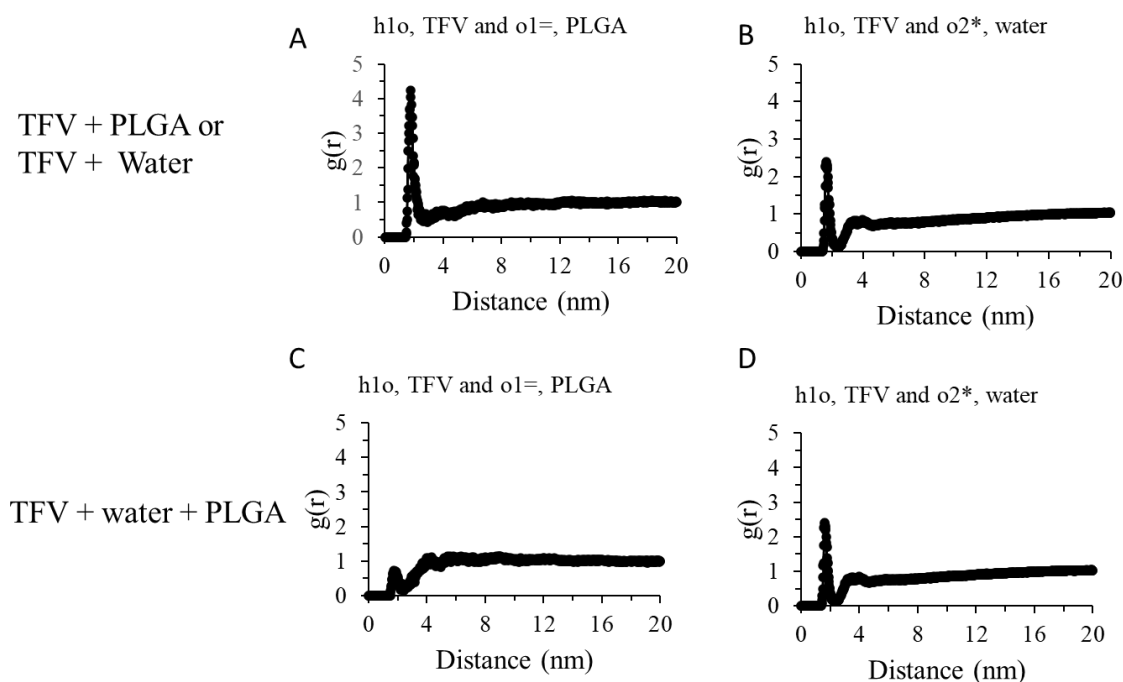 A
h1o, TFV and o1=, PLGA
5
4
3
2
1
0
g(r)
0 4 8 12 16 20
Distance (nm)
B
h1o, TFV and o2*, water
5
4
3
2
1
0
g(r)
0 4 8 12 16 20
Distance (nm)
TFV + PLGA or
TFV + Water
C
h1o, TFV and o1=, PLGA
5
4
3
2
1
0
g(r)
0 4 8 12 16 20
Distance (nm)
D
h1o, TFV and o2*, water
5
4
3
2
1
0
g(r)
0 4 8 12 16 20
Distance (nm)
TFV + water + PLGA